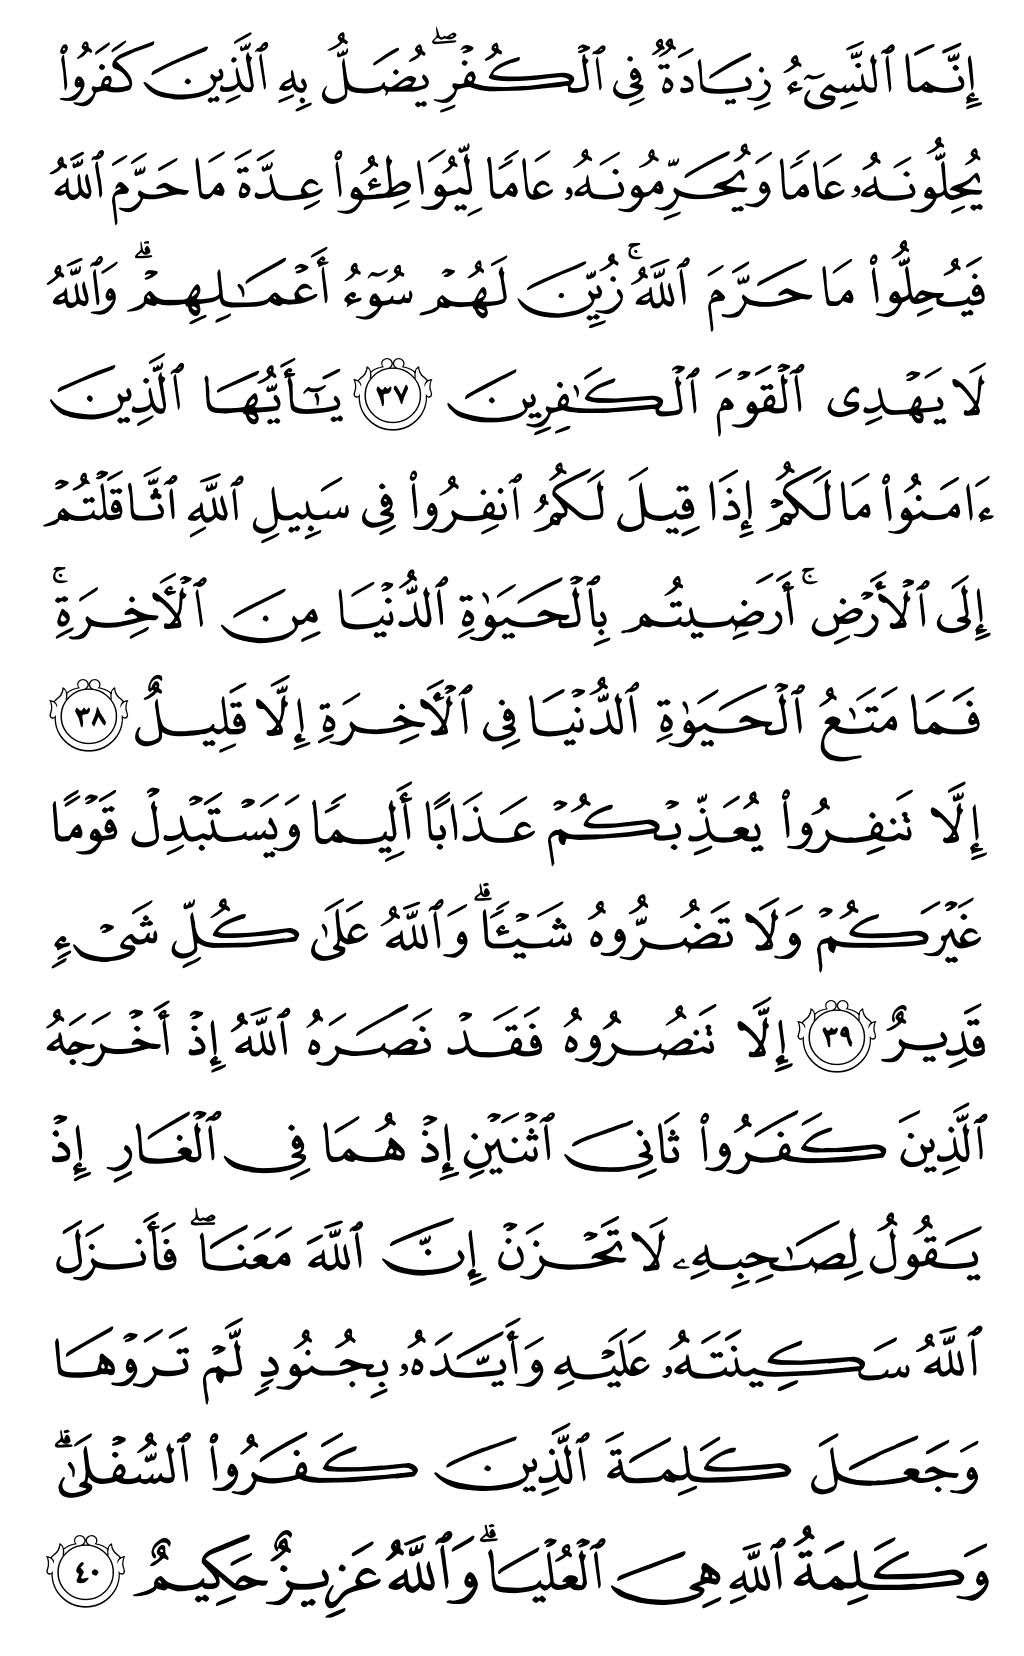 إِنَّمَا ٱلنَّسِىٓءُ زِيَادَةٌ فِى ٱلْكُفْرِ ۖ يُضَلُّ بِهِ ٱلَّذِينَ كَفَرُوا۟
يُحِلُّونَهُۥ عَامًا وَيُحَرِّمُونَهُۥ عَامًا لِّيُوَاطِـُٔوا۟ عِدَّةَ مَا حَرَّمَ ٱللَّهُ
فَيُحِلُّوا۟ مَا حَرَّمَ ٱللَّهُ ۚ زُيِّنَ لَهُمْ سُوٓءُ أَعْمَـٰلِهِمْ ۗ وَٱللَّهُ
لَا يَهْدِى ٱلْقَوْمَ ٱلْكَـٰفِرِينَ ٣٧ يَـٰٓأَيُّهَا ٱلَّذِينَ
ءَامَنُوا۟ مَا لَكُمْ إِذَا قِيلَ لَكُمُ ٱنفِرُوا۟ فِى سَبِيلِ ٱللَّهِ ٱثَّاقَلْتُمْ
إِلَى ٱلْأَرْضِ ۚ أَرَضِيتُم بِٱلْحَيَوٰةِ ٱلدُّنْيَا مِنَ ٱلْـَٔاخِرَةِ ۚ
فَمَا مَتَـٰعُ ٱلْحَيَوٰةِ ٱلدُّنْيَا فِى ٱلْـَٔاخِرَةِ إِلَّا قَلِيلٌ ٣٨
إِلَّا تَنفِرُوا۟ يُعَذِّبْكُمْ عَذَابًا أَلِيمًا وَيَسْتَبْدِلْ قَوْمًا
غَيْرَكُمْ وَلَا تَضُرُّوهُ شَيْـًٔا ۗ وَٱللَّهُ عَلَىٰ كُلِّ شَىْءٍ
قَدِيرٌ ٣٩ إِلَّا تَنصُرُوهُ فَقَدْ نَصَرَهُ ٱللَّهُ إِذْ أَخْرَجَهُ
ٱلَّذِينَ كَفَرُوا۟ ثَانِىَ ٱثْنَيْنِ إِذْ هُمَا فِى ٱلْغَارِ إِذْ
يَقُولُ لِصَـٰحِبِهِۦ لَا تَحْزَنْ إِنَّ ٱللَّهَ مَعَنَا ۖ فَأَنزَلَ
ٱللَّهُ سَكِينَتَهُۥ عَلَيْهِ وَأَيَّدَهُۥ بِجُنُودٍ لَّمْ تَرَوْهَا
وَجَعَلَ كَلِمَةَ ٱلَّذِينَ كَفَرُوا۟ ٱلسُّفْلَىٰ ۗ
وَكَلِمَةُ ٱللَّهِ هِىَ ٱلْعُلْيَا ۗ وَٱللَّهُ عَزِيزٌ حَكِيمٌ ٤٠